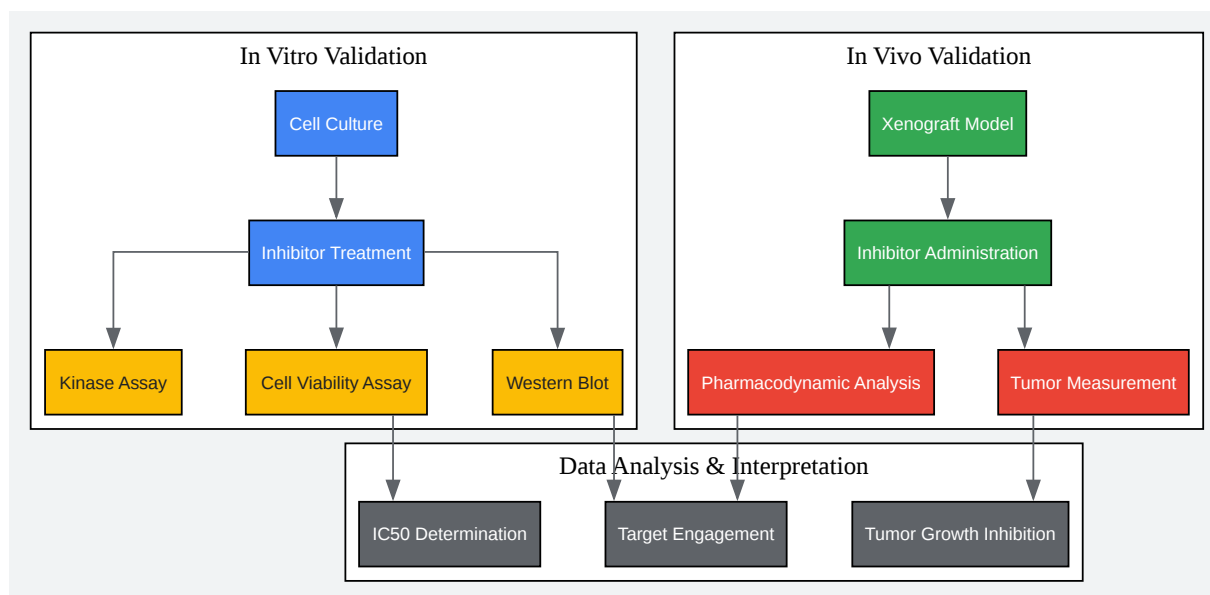 In Vitro Validation
Cell Culture
Inhibitor Treatment
Kinase Assay
Cell Viability Assay
Western Blot
In Vivo Validation
Xenograft Model
Inhibitor Administration
Pharmacodynamic Analysis
Tumor Measurement
Data Analysis & Interpretation
IC50 Determination
Target Engagement
Tumor Growth Inhibition